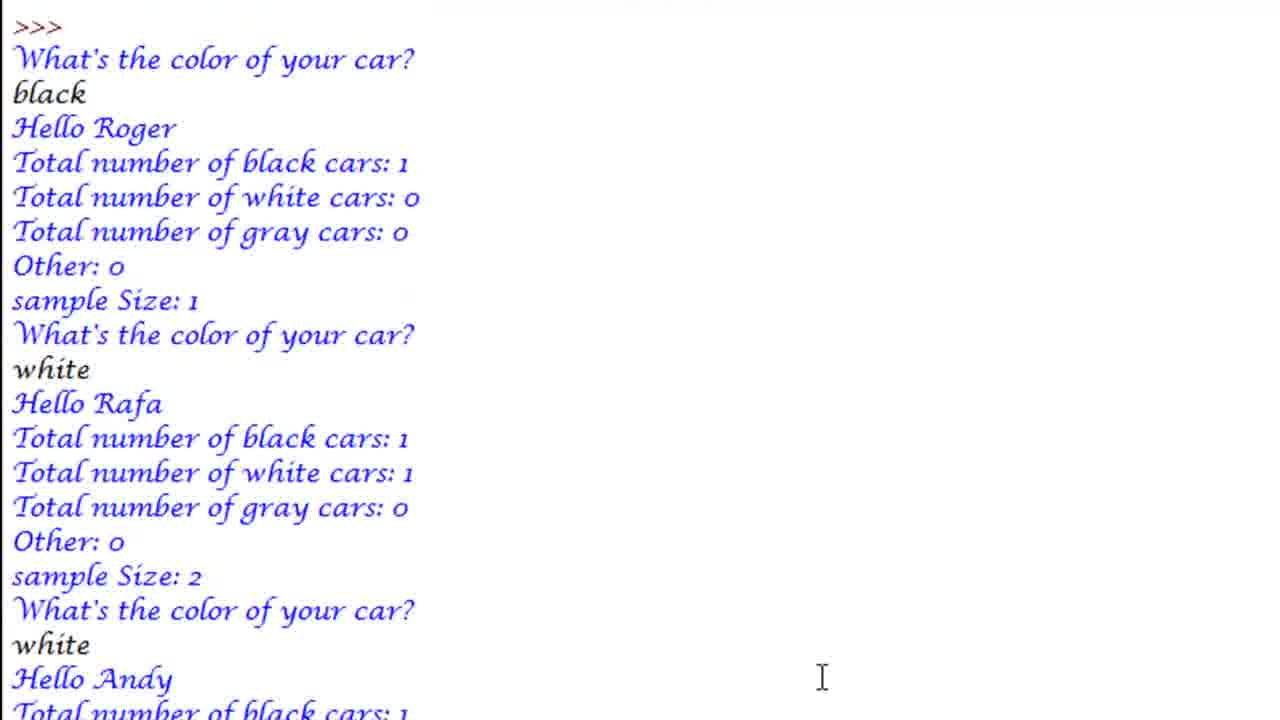 >>>
What's the color of your car?
black
Hello Roger
Total number of black cars: 1
Total number of white cars: 0
Total number of gray cars: 0
Other: 0
sample Size: 1
What's the color of your car?
white
Hello Rafa
Total number of black cars: 1
Total number of white cars: 1
Total number of gray cars: 0
Other: 0
sample Size: 2
What's the color of your car?
white
Hello Andy
Total number of black cars: 1